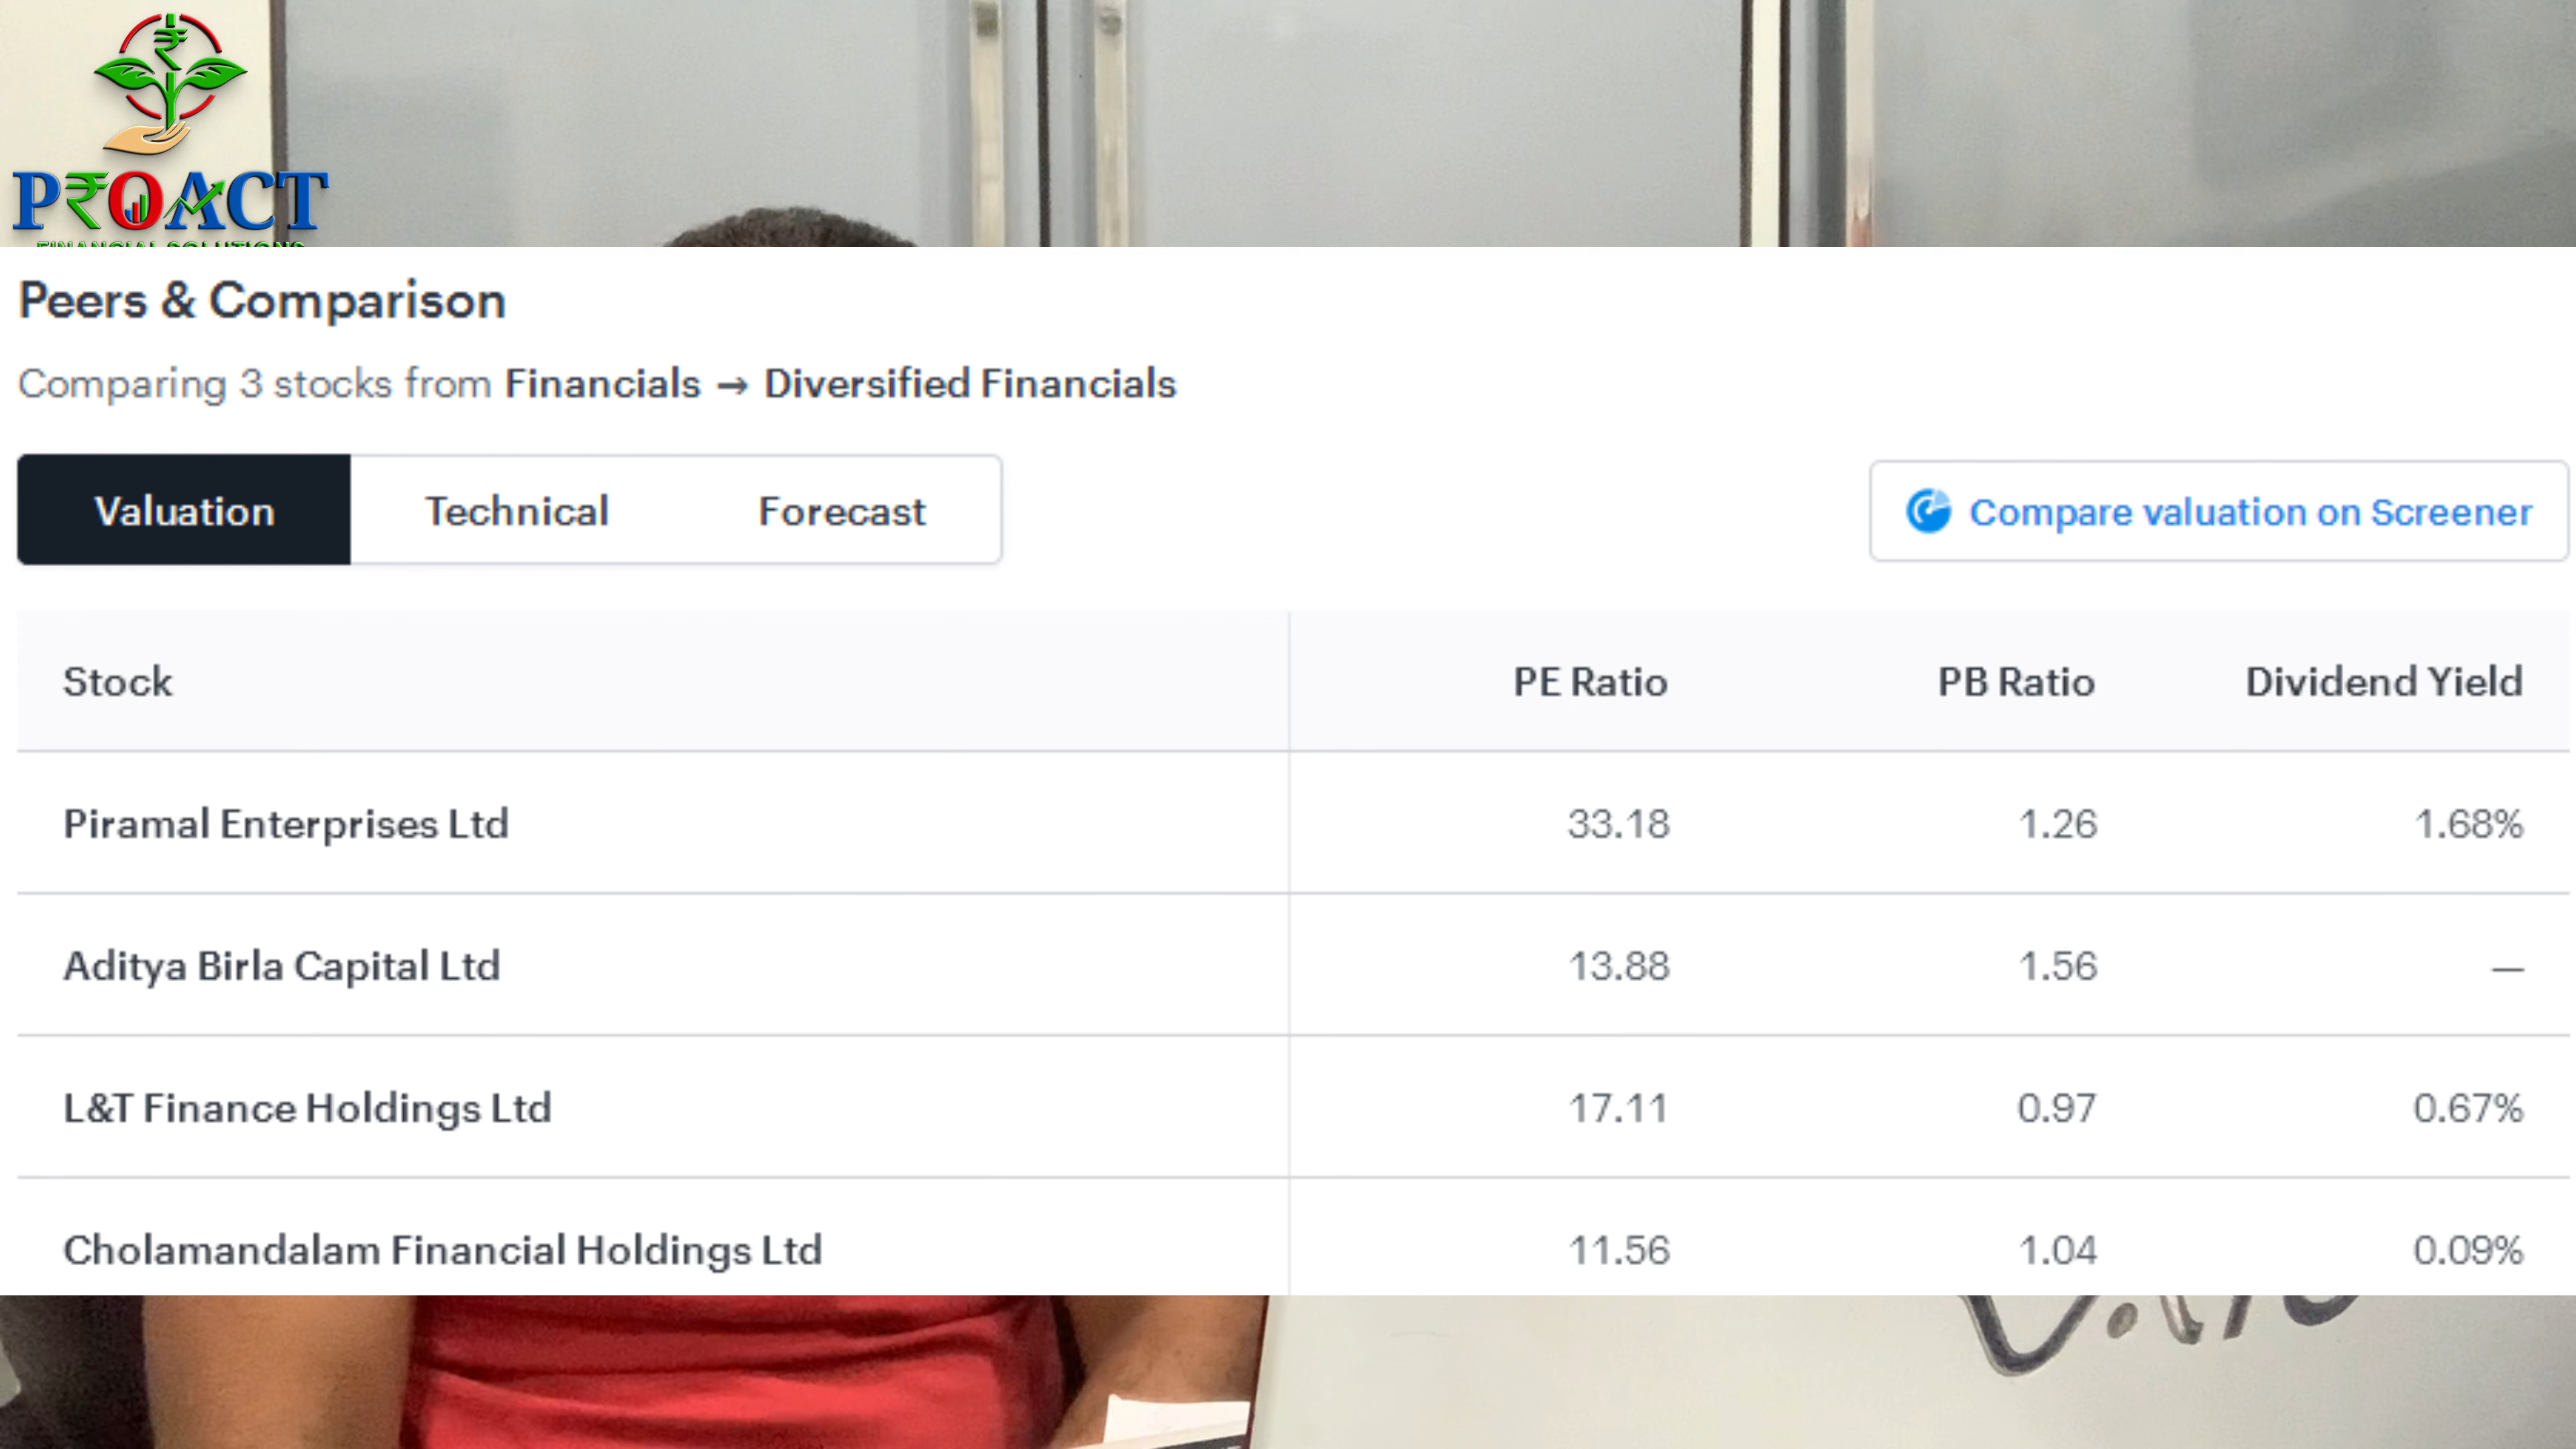 PROACT
FINANCIAL SOLUTIONS
Peers & Comparison
Comparing 3 stocks from Financials → Diversified Financials
Valuation Technical Forecast
Compare valuation on Screener
Stock PE Ratio PB Ratio Dividend Yield
Piramal Enterprises Ltd 33.18 1.26 1.68%
Aditya Birla Capital Ltd 13.88 1.56 —
L&T Finance Holdings Ltd 17.11 0.97 0.67%
Cholamandalam Financial Holdings Ltd 11.56 1.04 0.09%